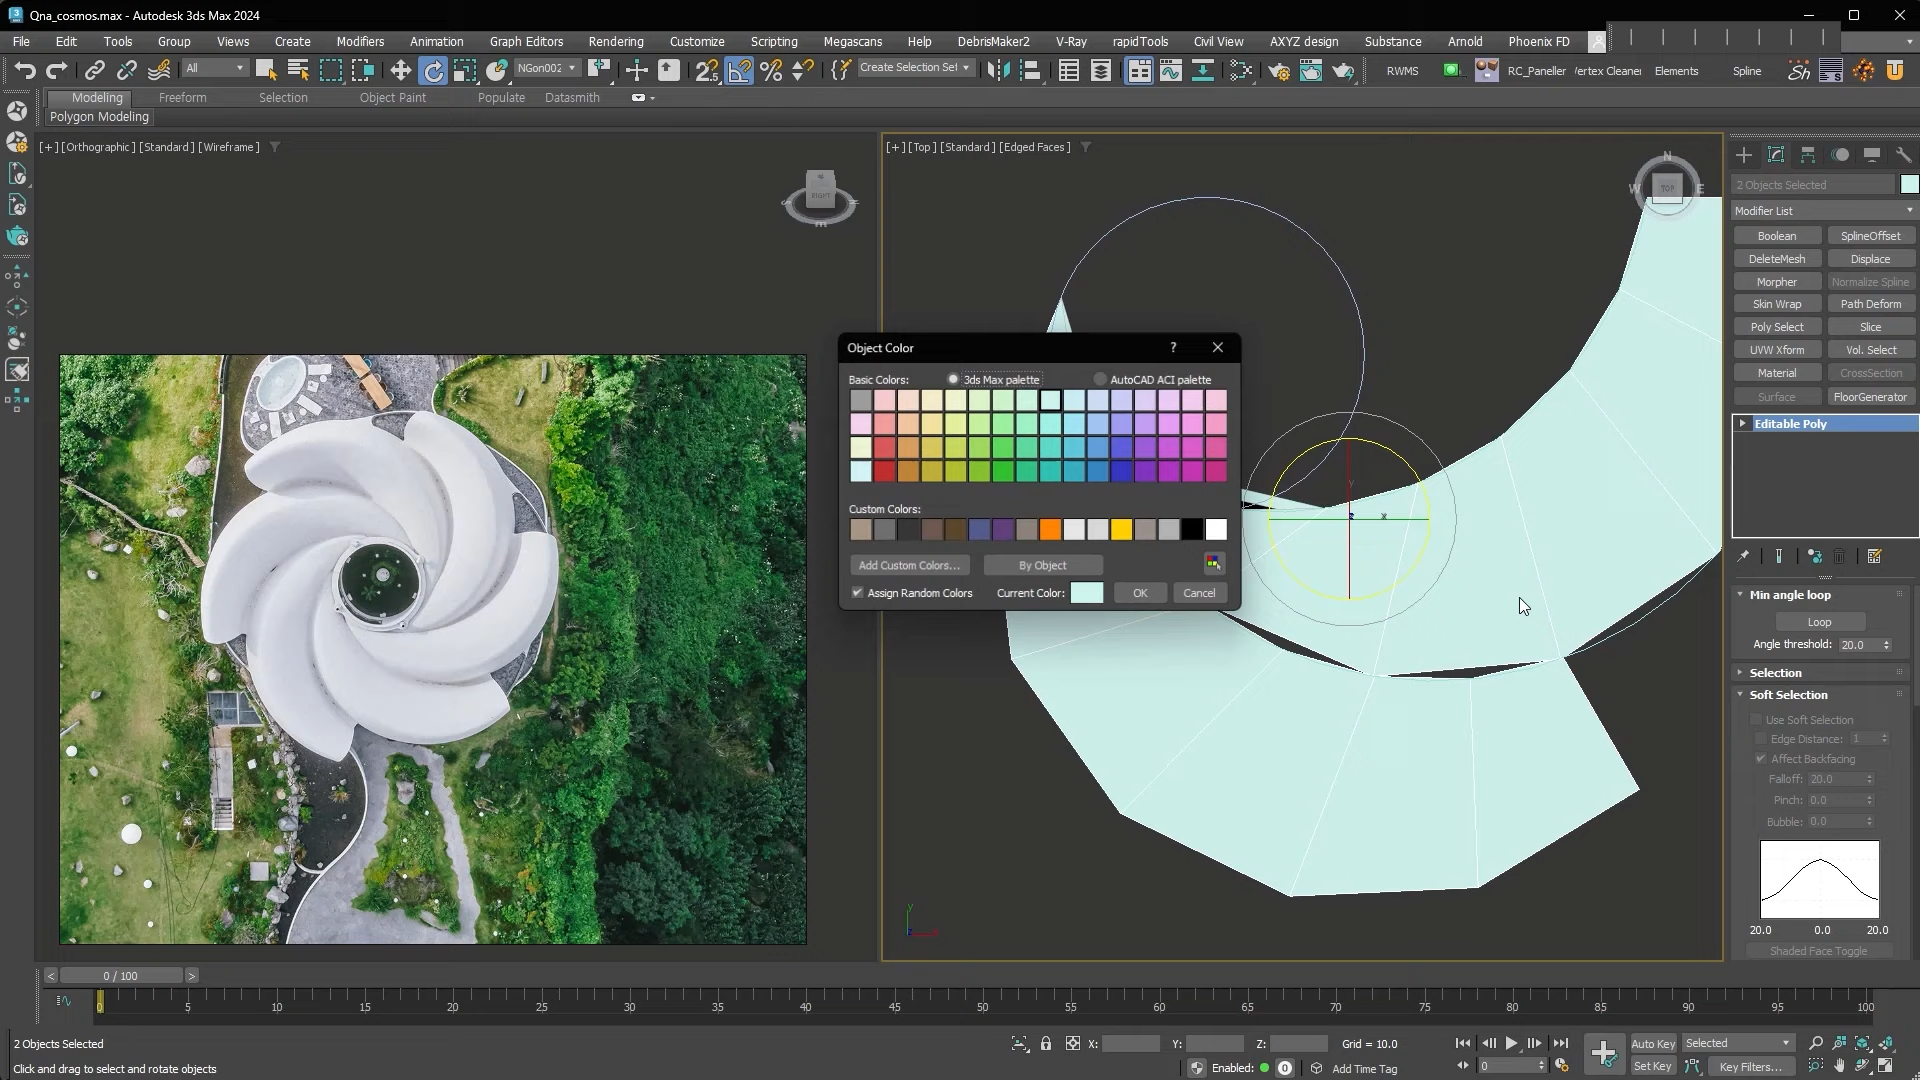 Qna_cosmos.max - Autodesk 3ds Max 2024
File Edit Tools Group Views Create Modifiers Animation Graph Editors Rendering Customize Scripting Megascans Help DebrisMaker2 V-Ray rapidTools Civil View AXYZ design Substance Arnold Phoenix FD
All NGon002 Create Selection Set RWMS RC_Paneller /ertex Cleane Elements Spline
Modeling Freeform Selection Object Paint Populate Datasmith
Polygon Modeling
[+] [Orthographic ] [Standard ] [Wireframe ]
[+] [Top ] [Standard ] [Edged Faces ]
RIGHT
N
W TOP E
2 Objects Selected
Modifier List
Boolean SplineOffset
DeleteMesh Displace
Morpher Normalize Spline
Skin Wrap Path Deform
Poly Select Slice
UVW Xform Vol. Select
Material CrossSection
Surface FloorGenerator
Editable Poly
Object Color ?
Basic Colors: 3ds Max palette AutoCAD ACI palette
Custom Colors:
Add Custom Colors... By Object
Assign Random Colors Current Color: OK Cancel
y
x
Min angle loop
Loop
Angle threshold: 20.0
Selection
Soft Selection
Use Soft Selection
Edge Distance: 1
Affect Backfacing
Falloff: 20.0
Pinch: 0.0
Bubble: 0.0
20.0 0.0 20.0
Shaded Face Toggle
y
z x
< 0 / 100 >
0 5 10 15 20 25 30 35 40 45 50 55 60 65 70 75 80 85 90 95 100
2 Objects Selected X: Y: Z: Grid = 10.0 Auto Key Selected
Click and drag to select and rotate objects Enabled: 0 Add Time Tag 0 Set Key Key Filters...